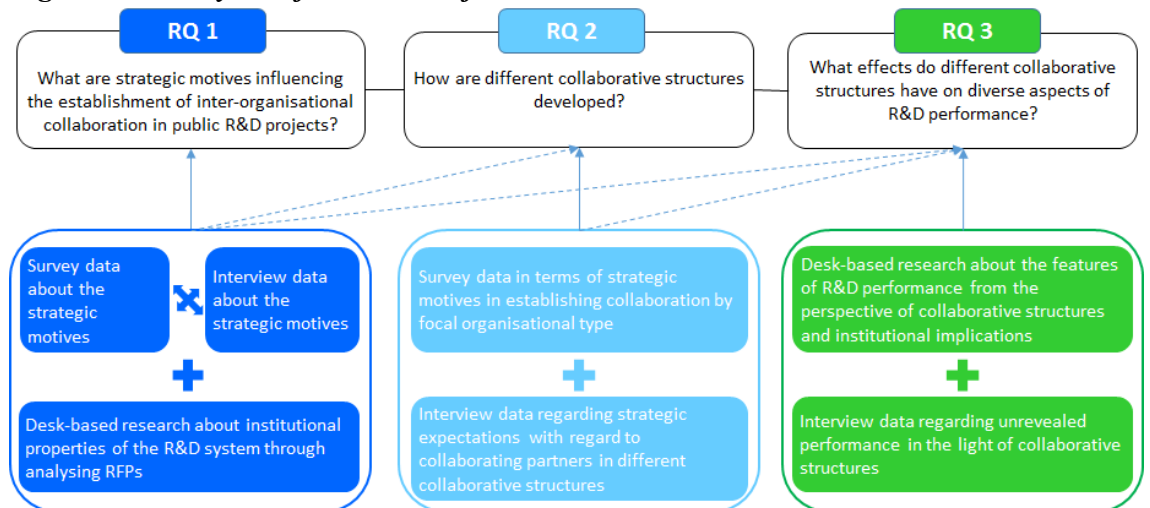 RQ 1
What are strategic motives influencing
the establishment of inter-organisational
collaboration in public R&D projects?
RQ 2
How are different collaborative structures
developed?
RQ 3
What effects do different collaborative
structures have on diverse aspects of
R&D performance?
Survey data
about the
strategic
motives
Interview data
about the
strategic motives
Desk-based research about institutional
properties of the R&D system through
analysing RFPs
Survey data in terms of strategic
motives in establishing collaboration by
focal organisational type
Interview data regarding strategic
expectations with regard to
collaborating partners in different
collaborative structures
Desk-based research about the features
of R&D performance from the
perspective of collaborative structures
and institutional implications
Interview data regarding unrevealed
performance in the light of collaborative
structures